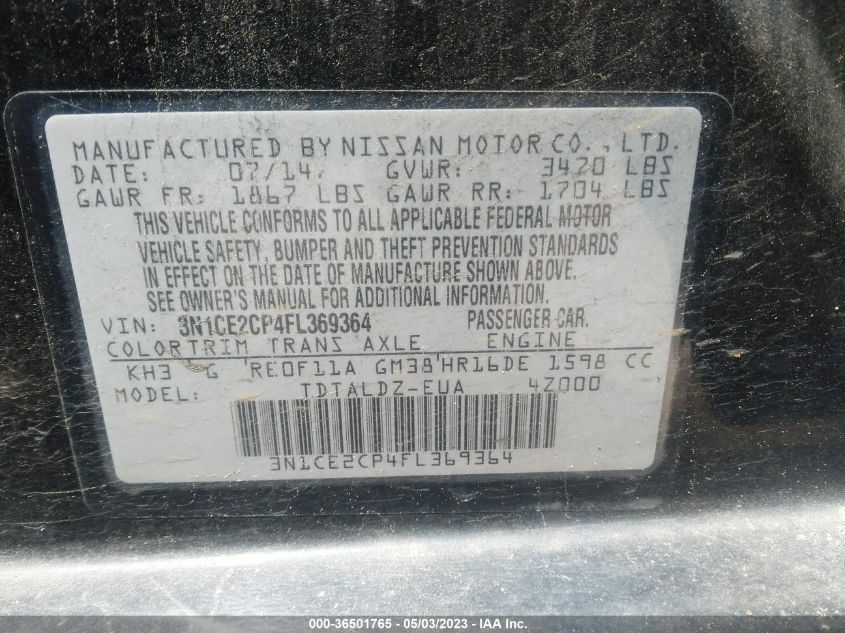 MANUFACTURED BY NISSAN MOTOR CO., LTD.
DATE: 07/14 GVWR: 3470 LBS
GAWR FR: 1867 LBS GAWR RR: 1704 LBS
THIS VEHICLE CONFORMS TO ALL APPLICABLE FEDERAL MOTOR
VEHICLE SAFETY, BUMPER AND THEFT PREVENTION STANDARDS
IN EFFECT ON THE DATE OF MANUFACTURE SHOWN ABOVE.
SEE OWNER'S MANUAL FOR ADDITIONAL INFORMATION.
VIN: 3N1CE2CP4FL369364 PASSENGER CAR.
COLOR TRIM TRANS AXLE ENGINE
KH3 G RE0F11A GM38 HR16DE 1598 CC
MODEL: TDTALDZ-EUA 4Z000
3N1CE2CP4FL369364
000-36501765 - 05/03/2023 - IAA, Inc.